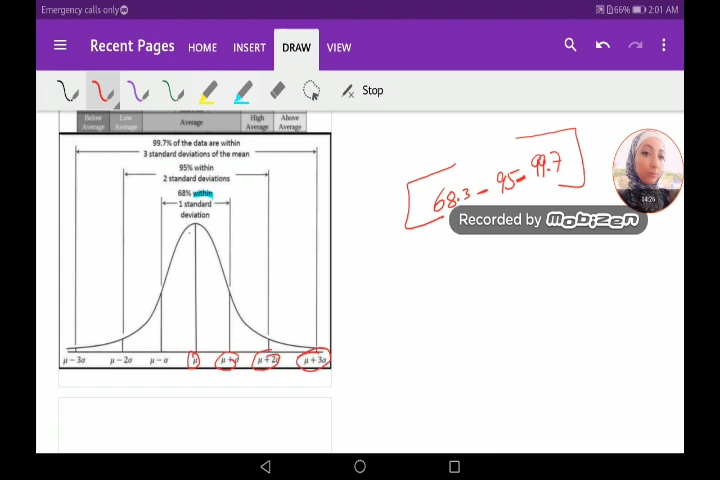 Emergency calls only 66% 2:01 AM
Recent Pages HOME INSERT DRAW VIEW
Stop
Below Average Low Average Average High Average Above Average
99.7% of the data are within
3 standard deviations of the mean
95% within
2 standard deviations
68% within
1 standard
deviation
μ − 3σ μ − 2σ μ − σ μ μ + σ μ + 2σ μ + 3σ
68.3 - 95 - 99.7
Recorded by Mobizen
14:26